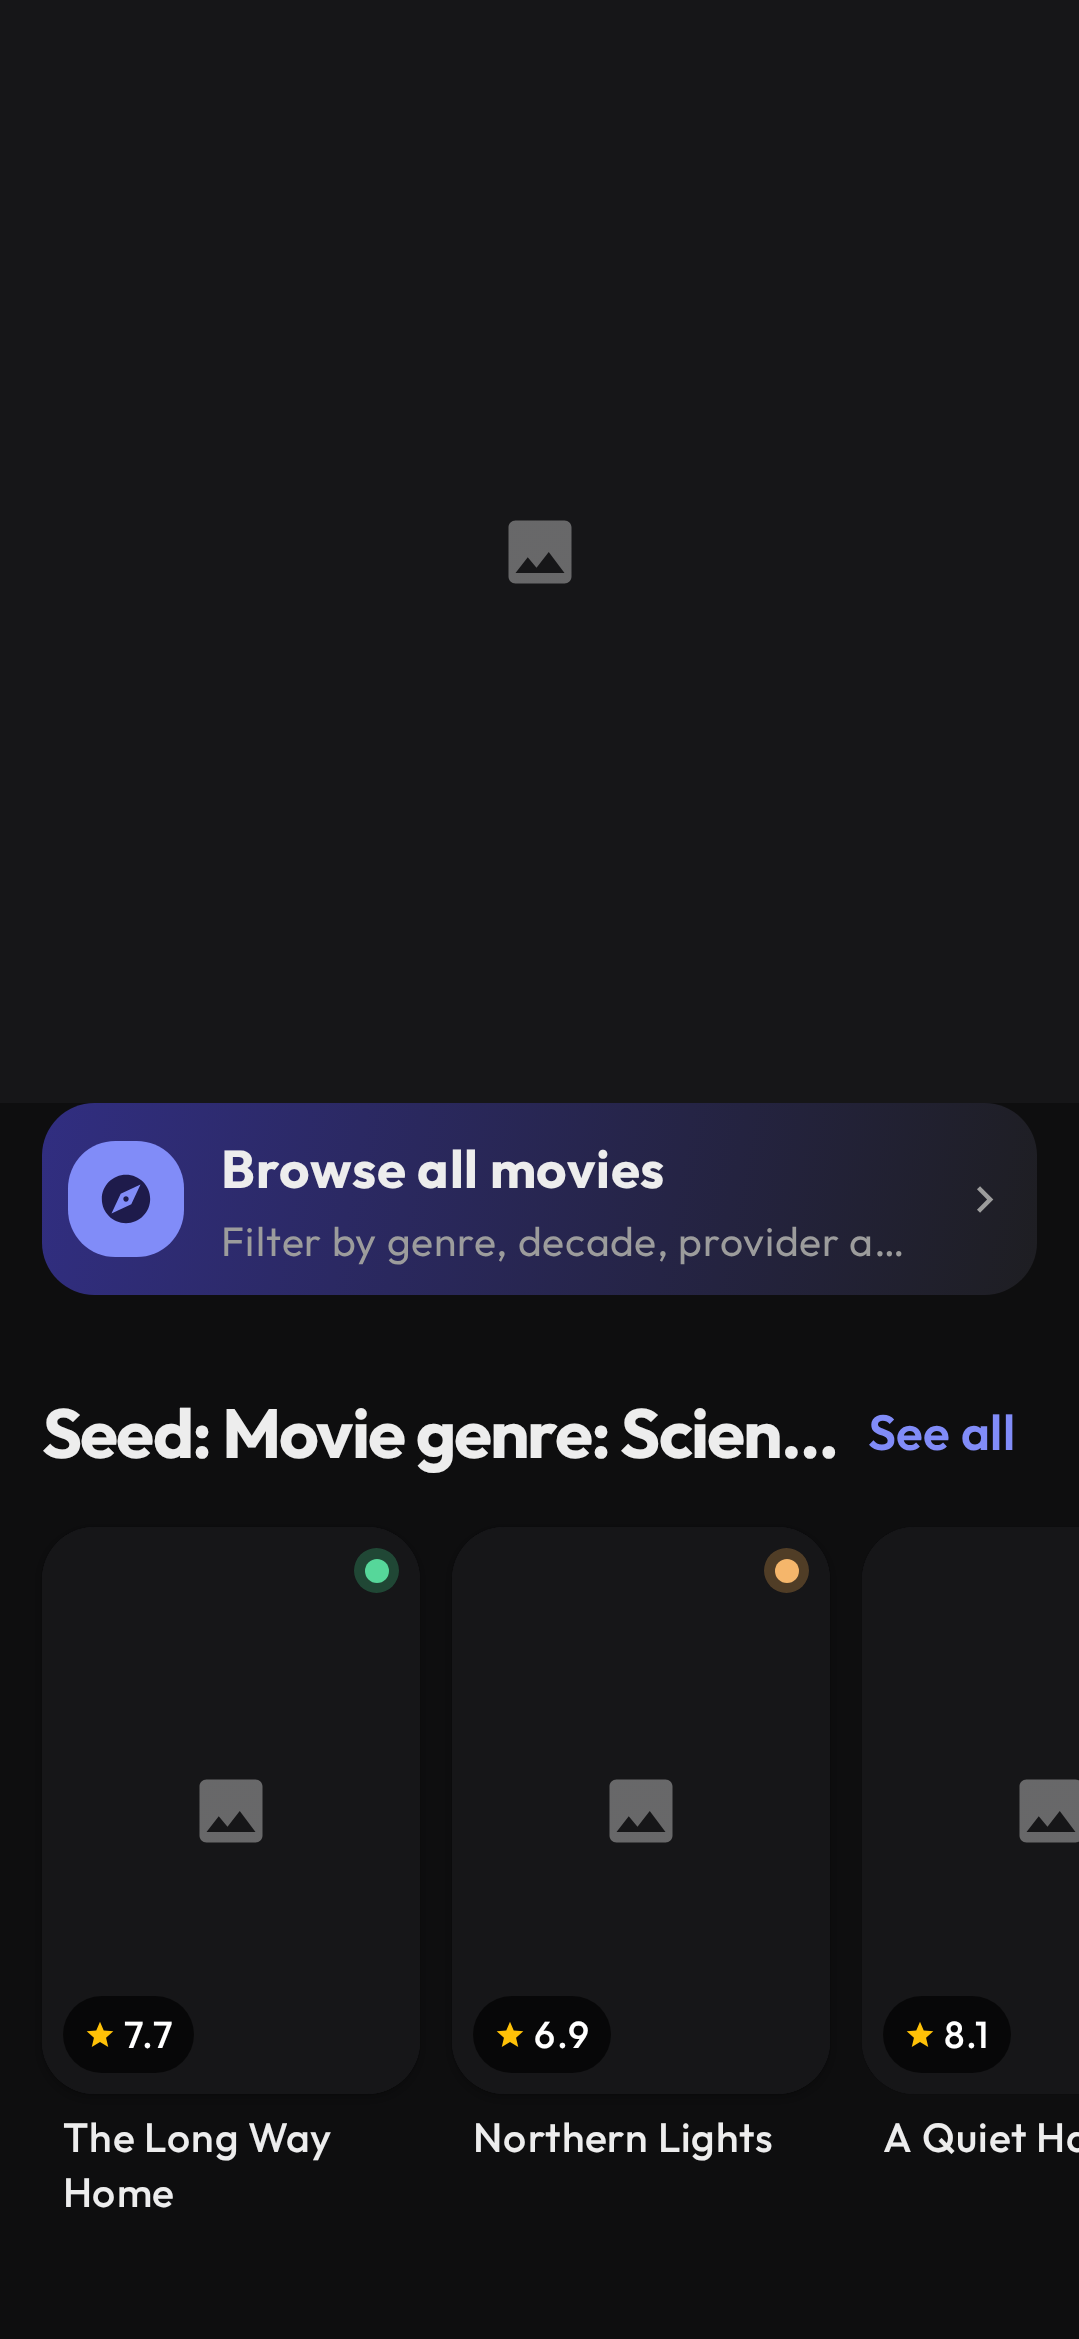 Browse all movies
Filter by genre, decade, provider a...
Seed: Movie genre: Scien...
See all
7.7
6.9
8.1
The Long Way
Home
Northern Lights
A Quiet